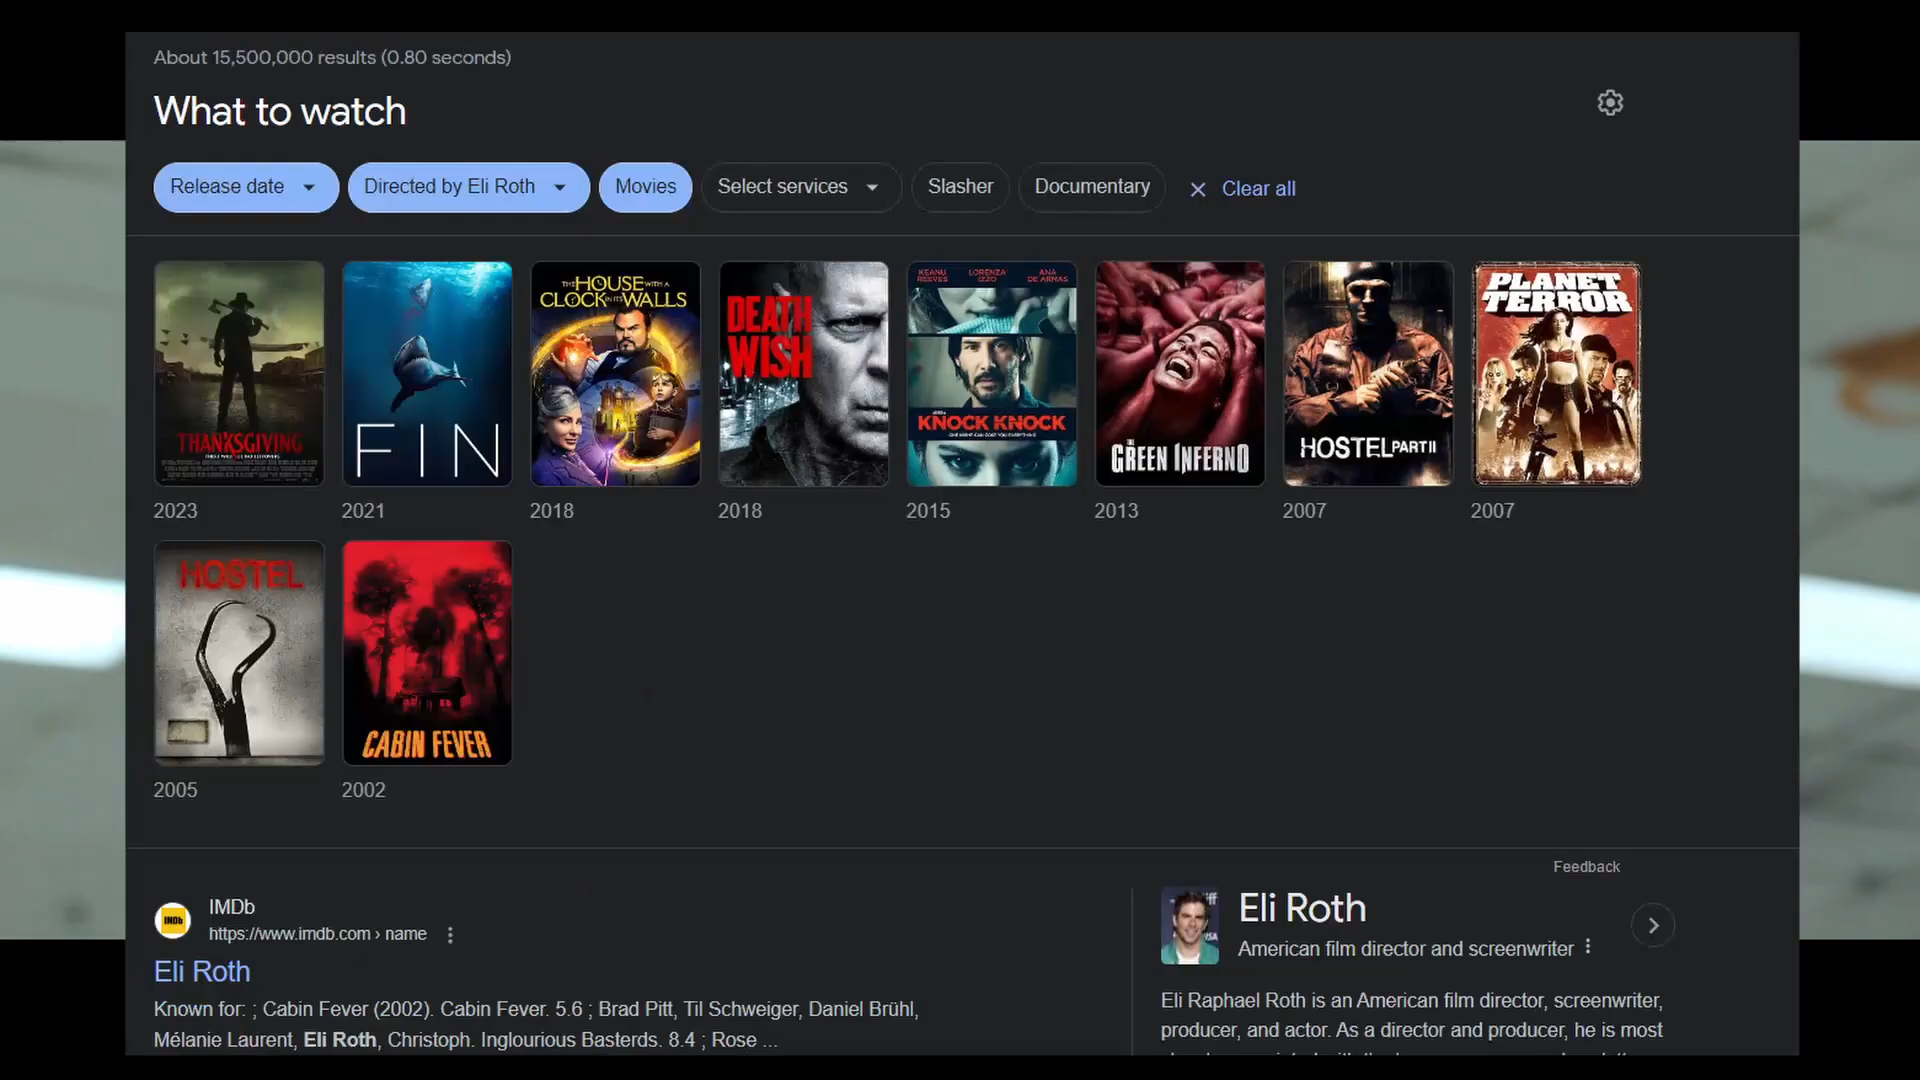 About 15,500,000 results (0.80 seconds)
What to watch
Release date
Directed by Eli Roth
Movies
Select services
Slasher
Documentary
Clear all
THANKSGIVING
FIN
THE HOUSE WITH A
CLOCK IN ITS WALLS
DEATH
WISH
KEANU REEVES
LORENZA IZZO
ANA DE ARMAS
KNOCK KNOCK
THE GREEN INFERNO
HOSTEL PART II
PLANET
TERROR
2023
2021
2018
2018
2015
2013
2007
2007
HOSTEL
CABIN FEVER
2005
2002
Feedback
IMDb
IMDb
https://www.imdb.com › name
Eli Roth
Known for: ; Cabin Fever (2002). Cabin Fever. 5.6 ; Brad Pitt, Til Schweiger, Daniel Brühl,
Mélanie Laurent, Eli Roth, Christoph. Inglourious Basterds. 8.4 ; Rose ...
Eli Roth
American film director and screenwriter
Eli Raphael Roth is an American film director, screenwriter,
producer, and actor. As a director and producer, he is most